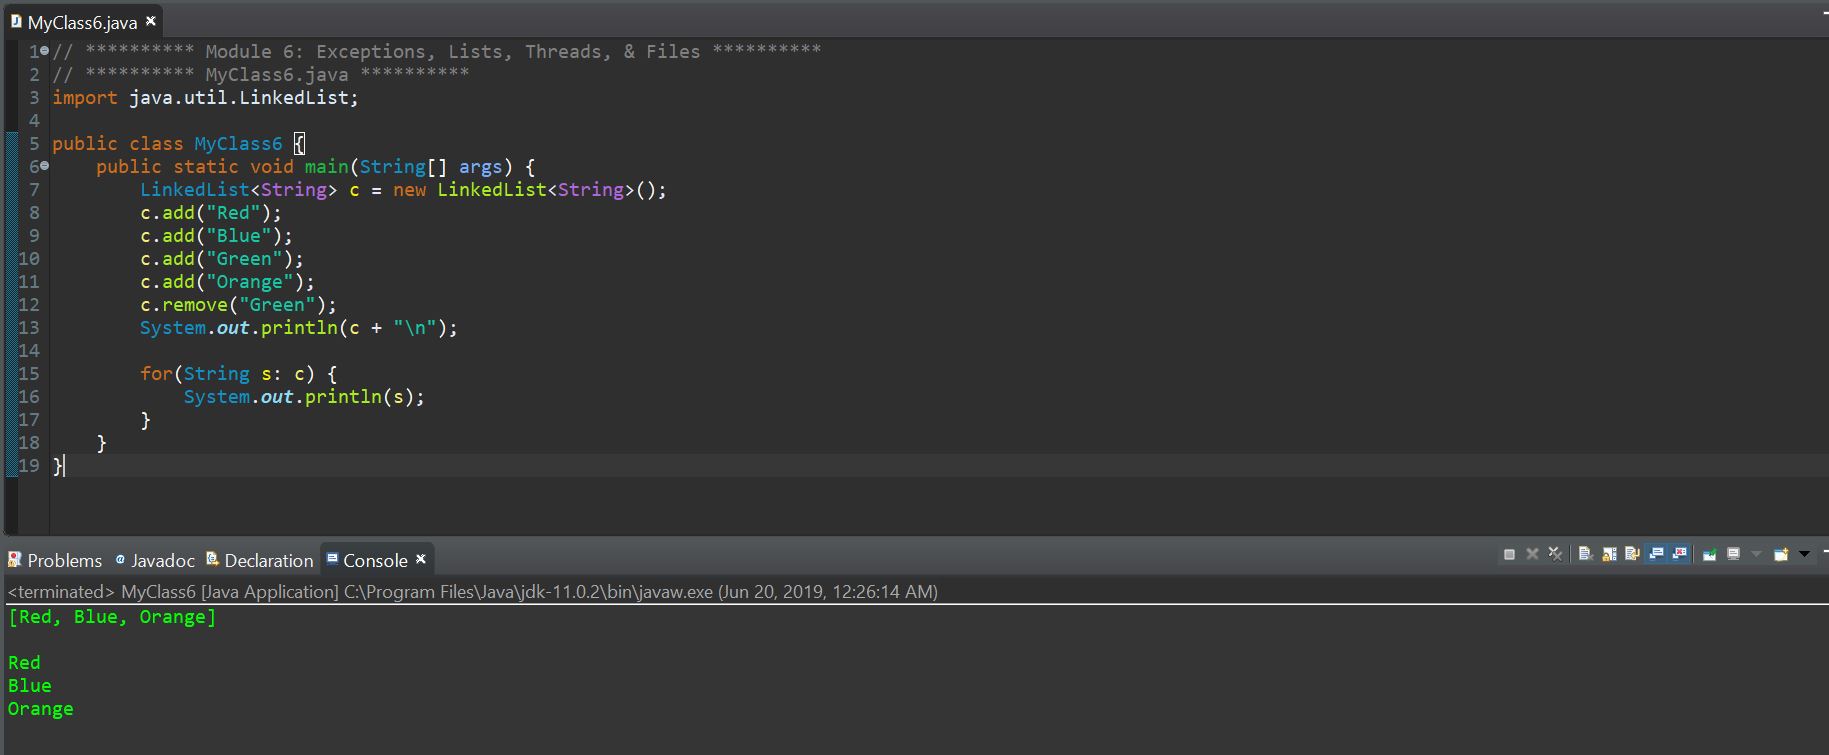 MyClass6.java
1 // ********** Module 6: Exceptions, Lists, Threads, & Files **********
2 // ********** MyClass6.java **********
3 import java.util.LinkedList;
4
5 public class MyClass6 {
6     public static void main(String[] args) {
7         LinkedList<String> c = new LinkedList<String>();
8         c.add("Red");
9         c.add("Blue");
10         c.add("Green");
11         c.add("Orange");
12         c.remove("Green");
13         System.out.println(c + "\n");
14
15         for(String s: c) {
16             System.out.println(s);
17         }
18     }
19 }
Problems @ Javadoc Declaration Console
<terminated> MyClass6 [Java Application] C:\Program Files\Java\jdk-11.0.2\bin\javaw.exe (Jun 20, 2019, 12:26:14 AM)
[Red, Blue, Orange]

Red
Blue
Orange